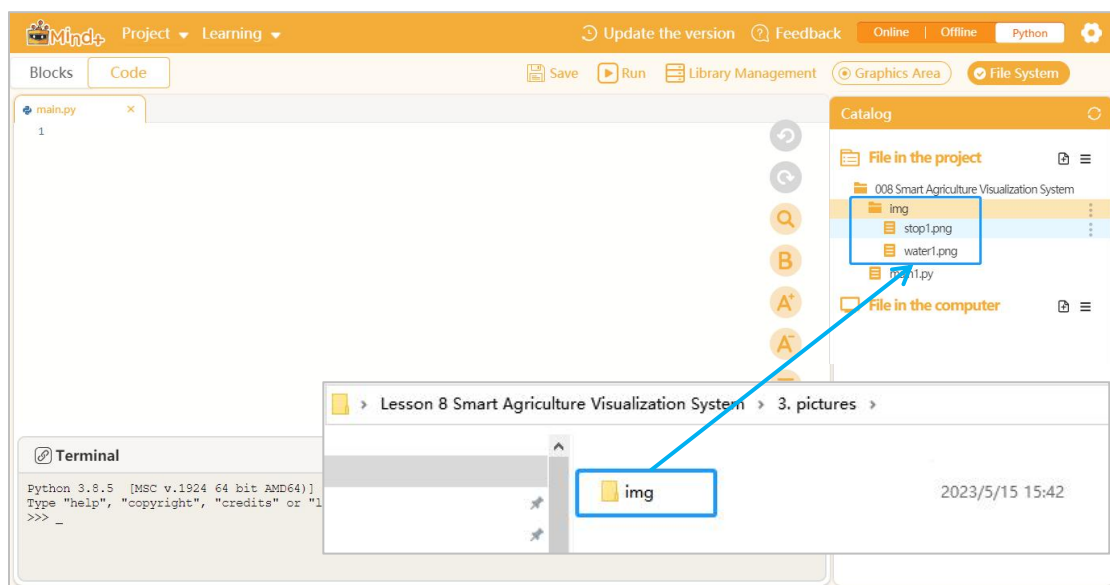 Mind+ Project Learning Update the version Feedback Online Offline Python
Blocks Code Save Run Library Management Graphics Area File System
main.py ×
1
Catalog
File in the project
008 Smart Agriculture Visualization System
img
stop1.png
water1.png
main1.py
File in the computer
B
A+
A-
Terminal
Python 3.8.5 [MSC v.1924 64 bit AMD64)]
Type "help", "copyright", "credits" or "l
>>> _
> Lesson 8 Smart Agriculture Visualization System > 3. pictures >
img 2023/5/15 15:42